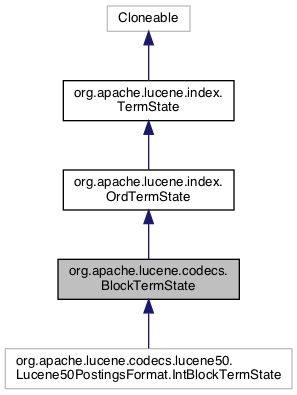 Cloneable
org.apache.lucene.index.
TermState
org.apache.lucene.index.
OrdTermState
org.apache.lucene.codecs.
BlockTermState
org.apache.lucene.codecs.lucene50.
Lucene50PostingsFormat.IntBlockTermState